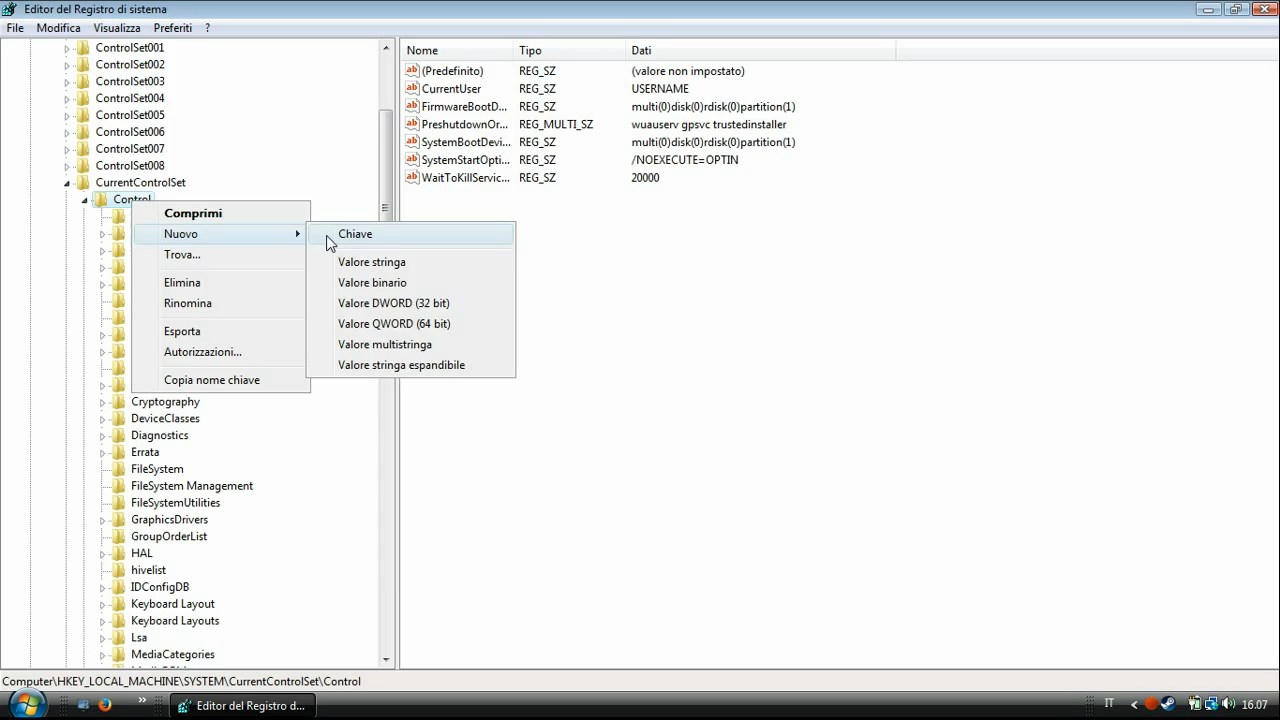 Editor del Registro di sistema
File Modifica Visualizza Preferiti ?
ControlSet001
ControlSet002
ControlSet003
ControlSet004
ControlSet005
ControlSet006
ControlSet007
ControlSet008
CurrentControlSet
Control
Cryptography
DeviceClasses
Diagnostics
Errata
FileSystem
FileSystem Management
FileSystemUtilities
GraphicsDrivers
GroupOrderList
HAL
hivelist
IDConfigDB
Keyboard Layout
Keyboard Layouts
Lsa
MediaCategories
Comprimi
Nuovo
Trova...
Elimina
Rinomina
Esporta
Autorizzazioni...
Copia nome chiave
Chiave
Valore stringa
Valore binario
Valore DWORD (32 bit)
Valore QWORD (64 bit)
Valore multistringa
Valore stringa espandibile
Nome Tipo Dati
(Predefinito) REG_SZ (valore non impostato)
CurrentUser REG_SZ USERNAME
FirmwareBootD... REG_SZ multi(0)disk(0)rdisk(0)partition(1)
PreshutdownOr... REG_MULTI_SZ wuauserv gpsvc trustedinstaller
SystemBootDevi... REG_SZ multi(0)disk(0)rdisk(0)partition(1)
SystemStartOpti... REG_SZ /NOEXECUTE=OPTIN
WaitToKillServic... REG_SZ 20000
Computer\HKEY_LOCAL_MACHINE\SYSTEM\CurrentControlSet\Control
Editor del Registro d... IT 16.07